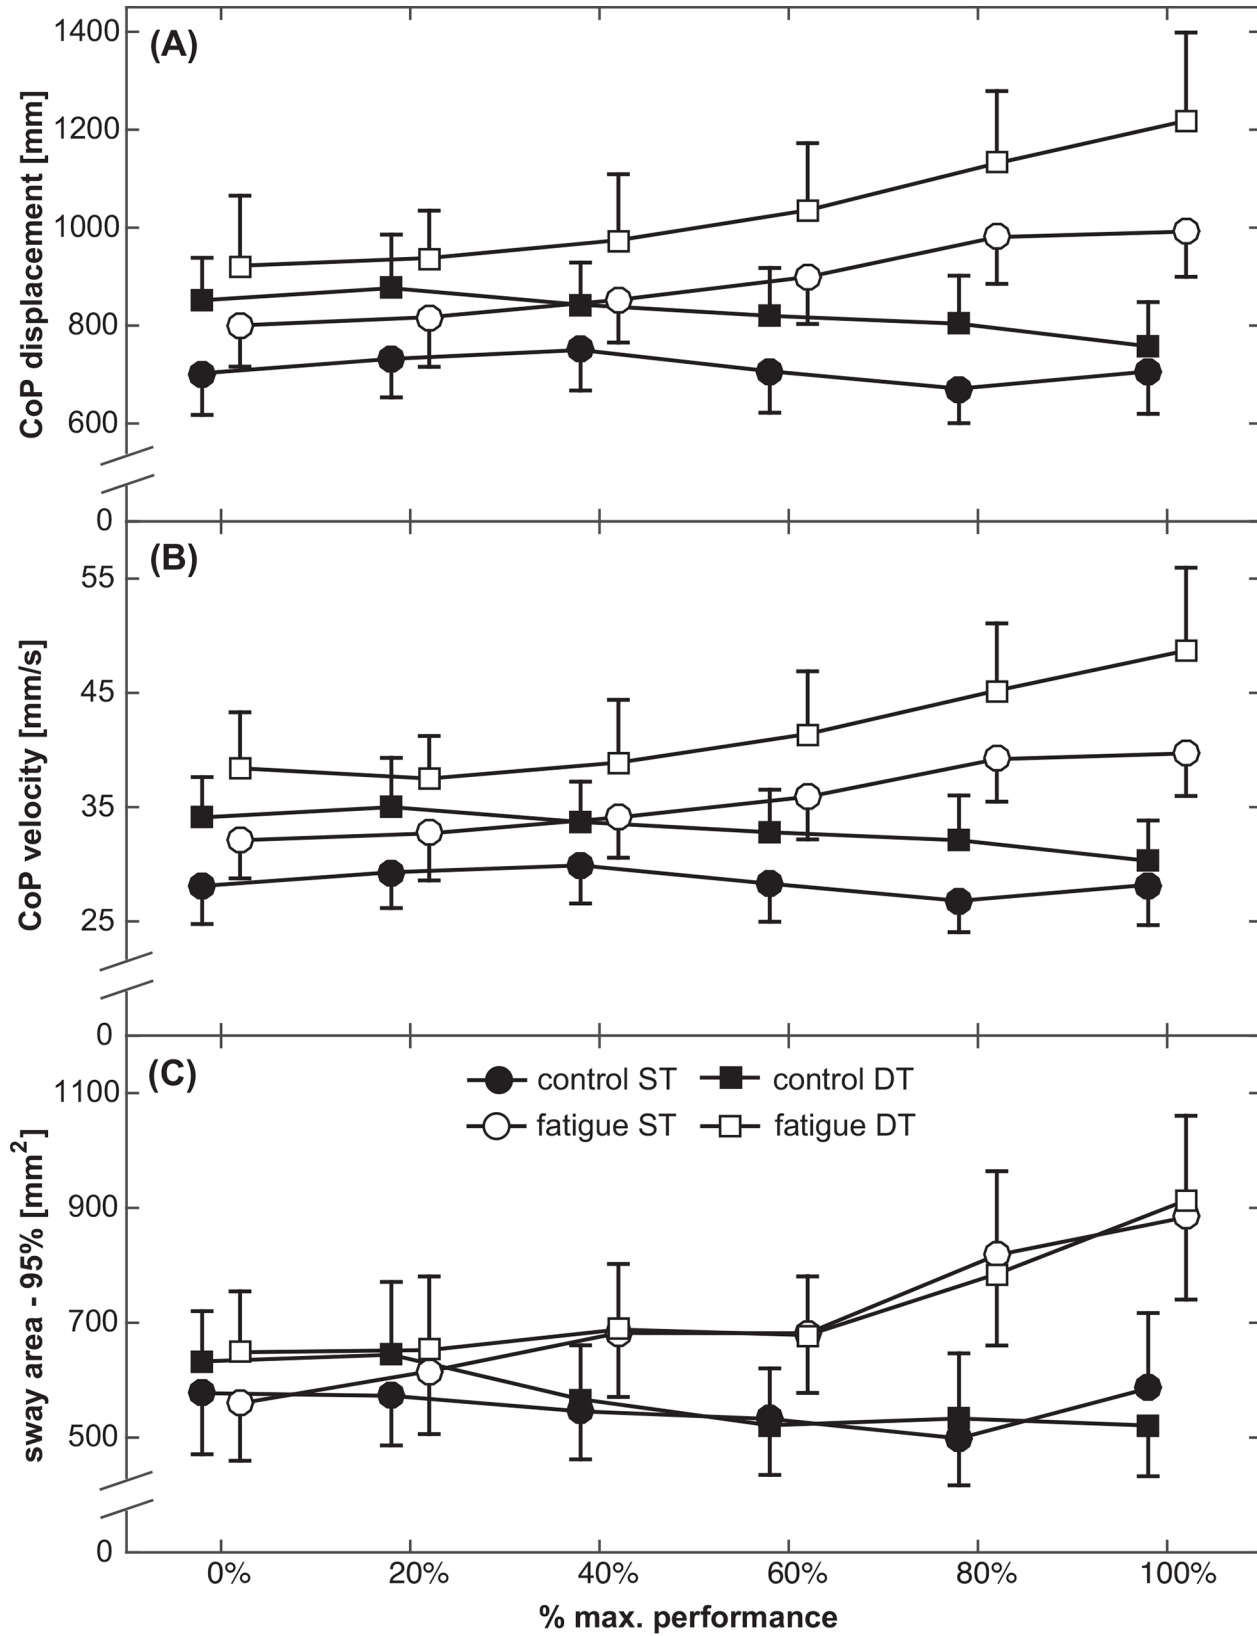 (A)
CoP displacement [mm]
1400
1200
1000
800
600
0
(B)
CoP velocity [mm/s]
55
45
35
25
0
(C)
sway area - 95% [mm²]
1100
900
700
500
0
control ST control DT
fatigue ST fatigue DT
0% 20% 40% 60% 80% 100%
% max. performance